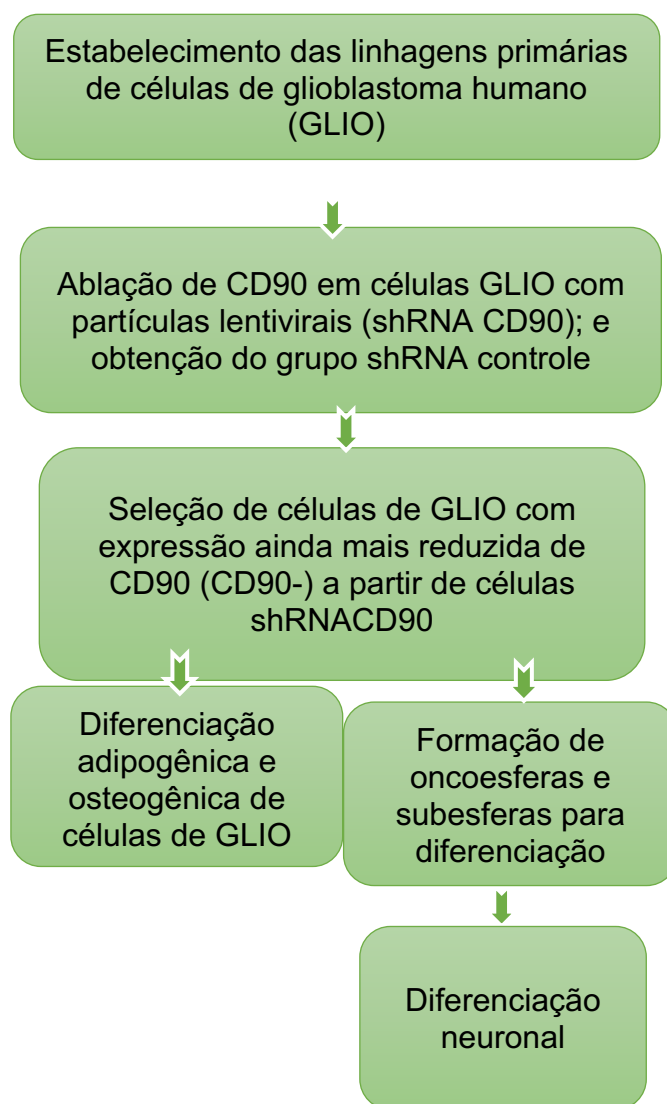 Estabelecimento das linhagens primárias
de células de glioblastoma humano
(GLIO)
Ablação de CD90 em células GLIO com
partículas lentivirais (shRNA CD90); e
obtenção do grupo shRNA controle
Seleção de células de GLIO com
expressão ainda mais reduzida de
CD90 (CD90-) a partir de células
shRNACD90
Diferenciação
adipogênica e
osteogênica de
células de GLIO
Formação de
oncoesferas e
subesferas para
diferenciação
Diferenciação
neuronal